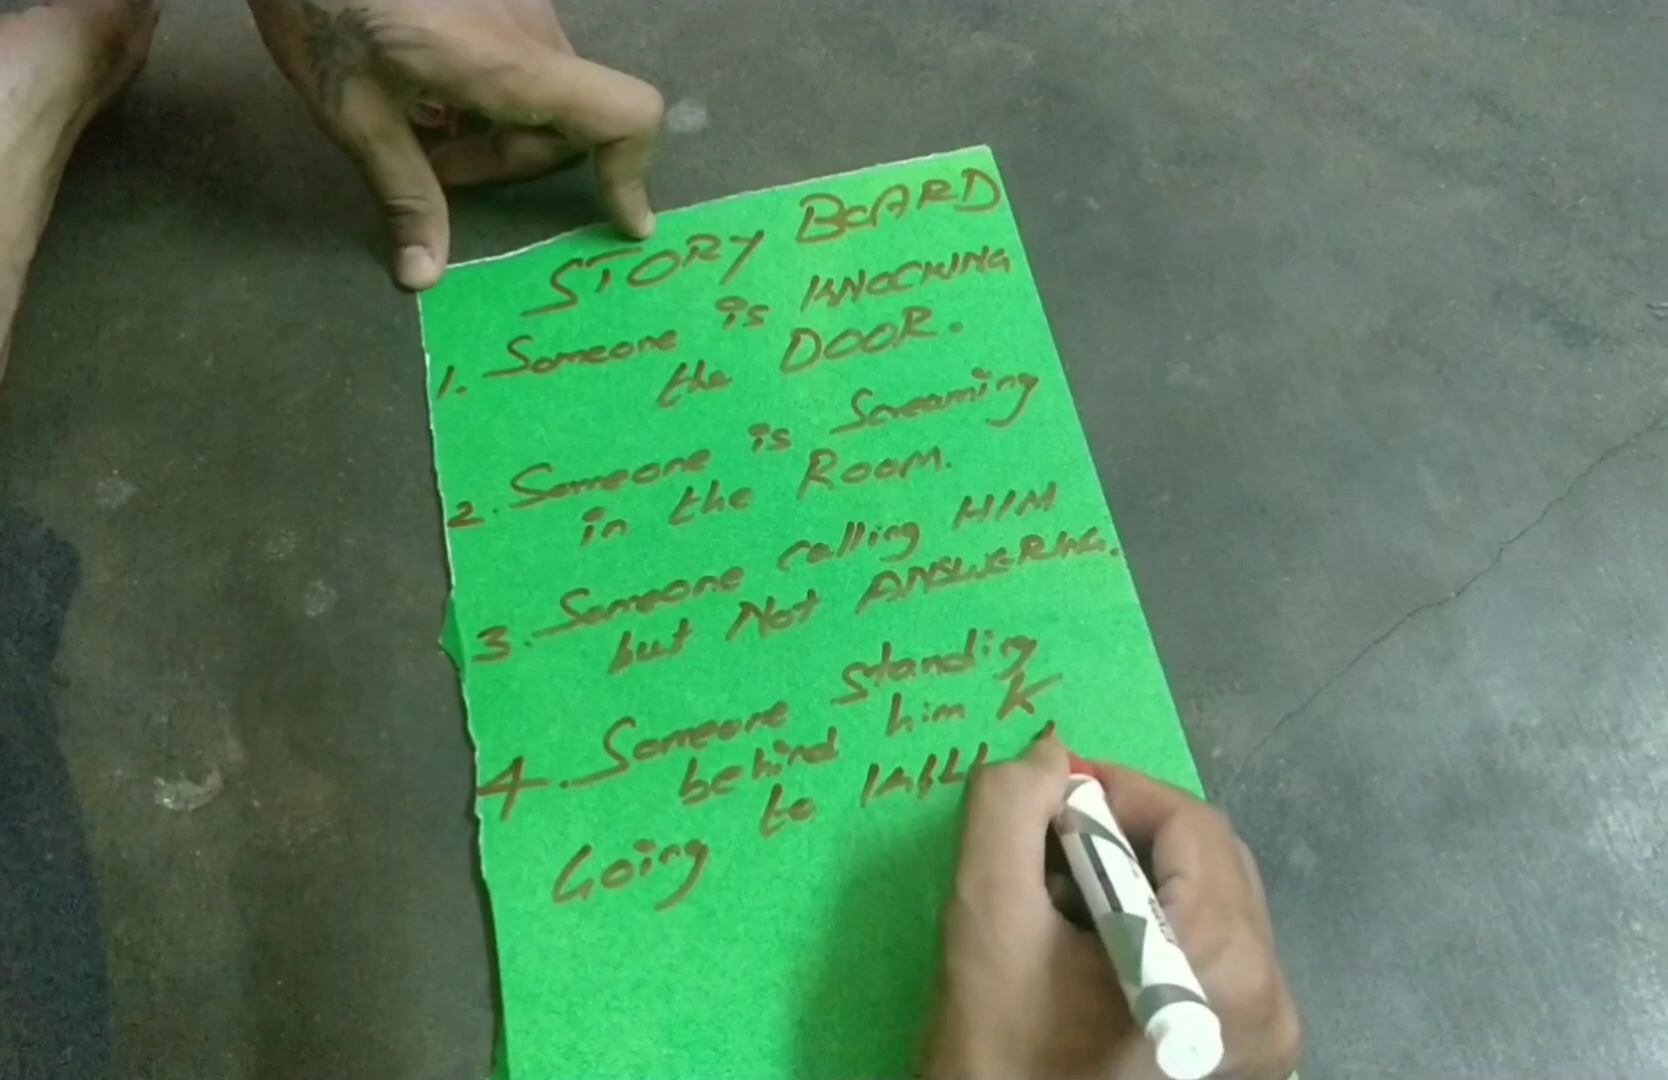 STORY BOARD
1. Someone is KNOCKING
the DOOR.
2. Someone is Screaming
in the Room.
3. Someone calling HIM
but Not ANSWERING.
4. Someone standing
behind him K
Going to